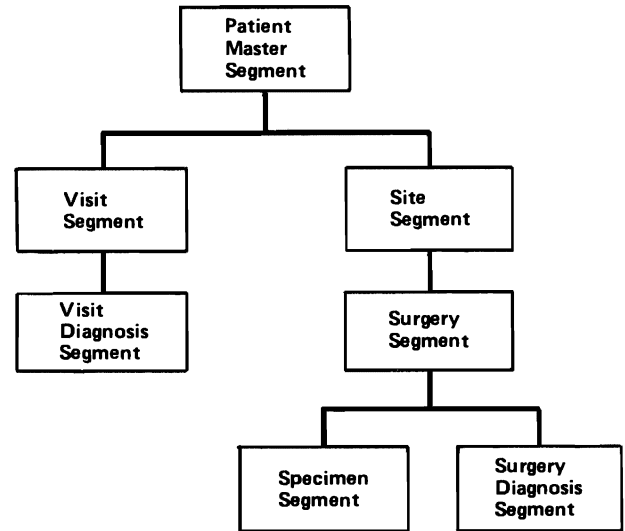 Patient
Master
Segment
Visit
Segment
Site
Segment
Visit
Diagnosis
Segment
Surgery
Segment
Specimen
Segment
Surgery
Diagnosis
Segment